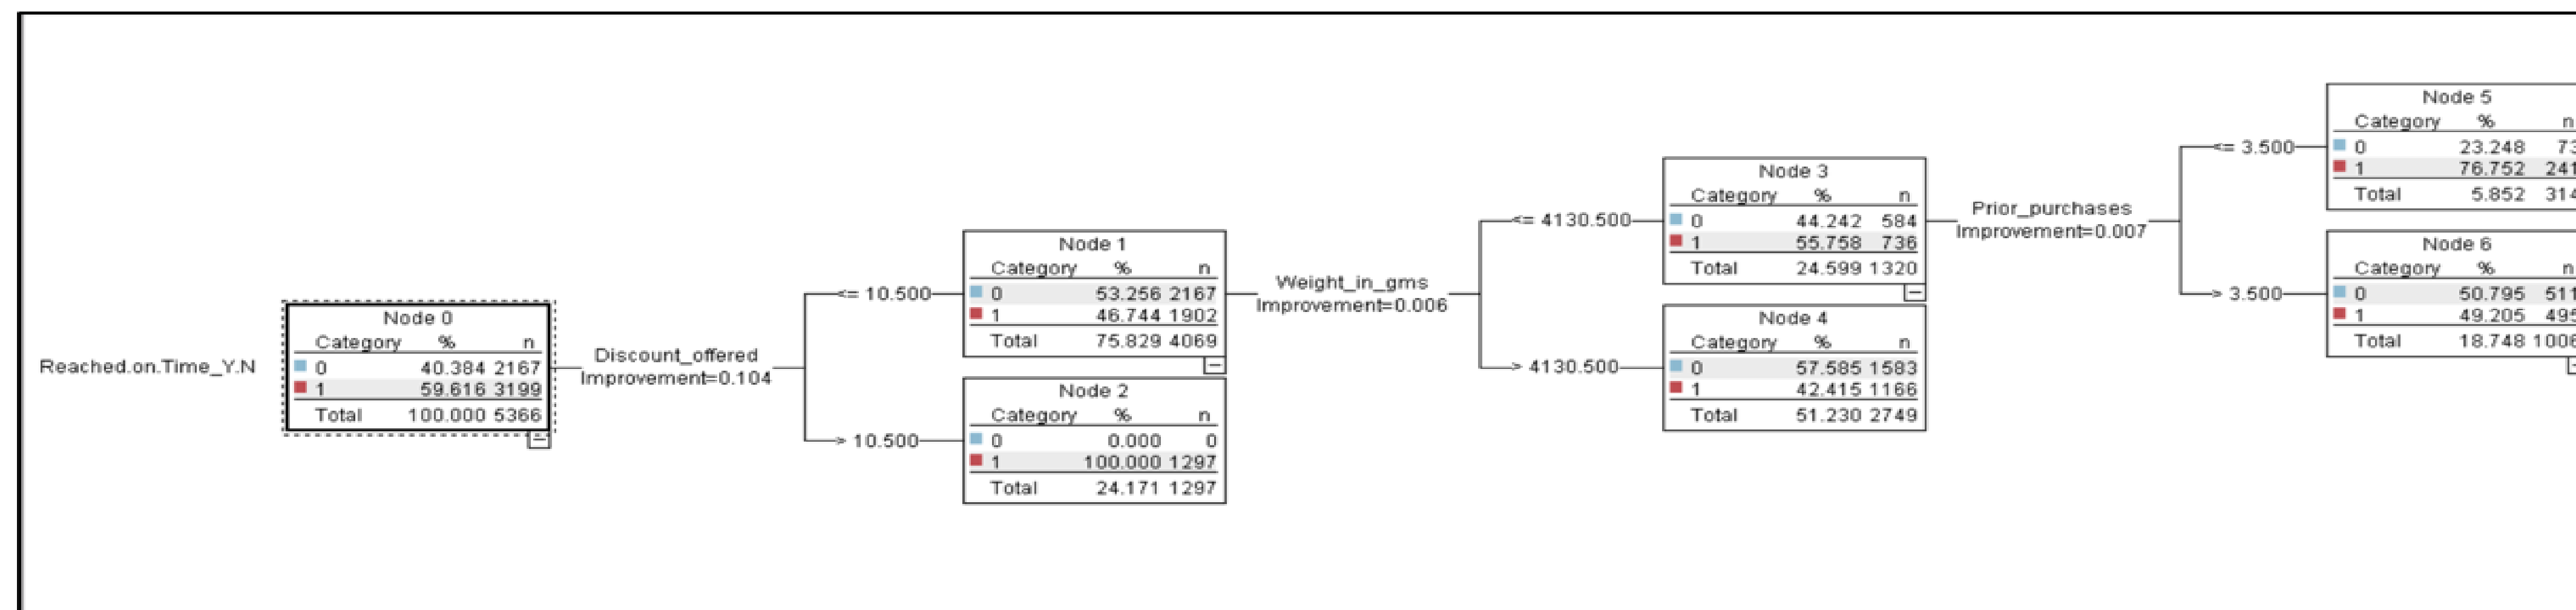 Reached.on.Time_Y.N
Node 0
Category % n
0 40.384 2167
1 59.616 3199
Total 100.000 5366
Discount_offered
Improvement=0.104
<= 10.500
Node 1
Category % n
0 53.256 2167
1 46.744 1902
Total 75.829 4069
> 10.500
Node 2
Category % n
0 0.000 0
1 100.000 1297
Total 24.171 1297
Weight_in_gms
Improvement=0.006
<= 4130.500
Node 3
Category % n
0 44.242 584
1 55.758 736
Total 24.599 1320
> 4130.500
Node 4
Category % n
0 57.585 1583
1 42.415 1166
Total 51.230 2749
Prior_purchases
Improvement=0.007
<= 3.500
Node 5
Category % n
0 23.248 73
1 76.752 241
Total 5.852 314
> 3.500
Node 6
Category % n
0 50.795 511
1 49.205 495
Total 18.748 1006